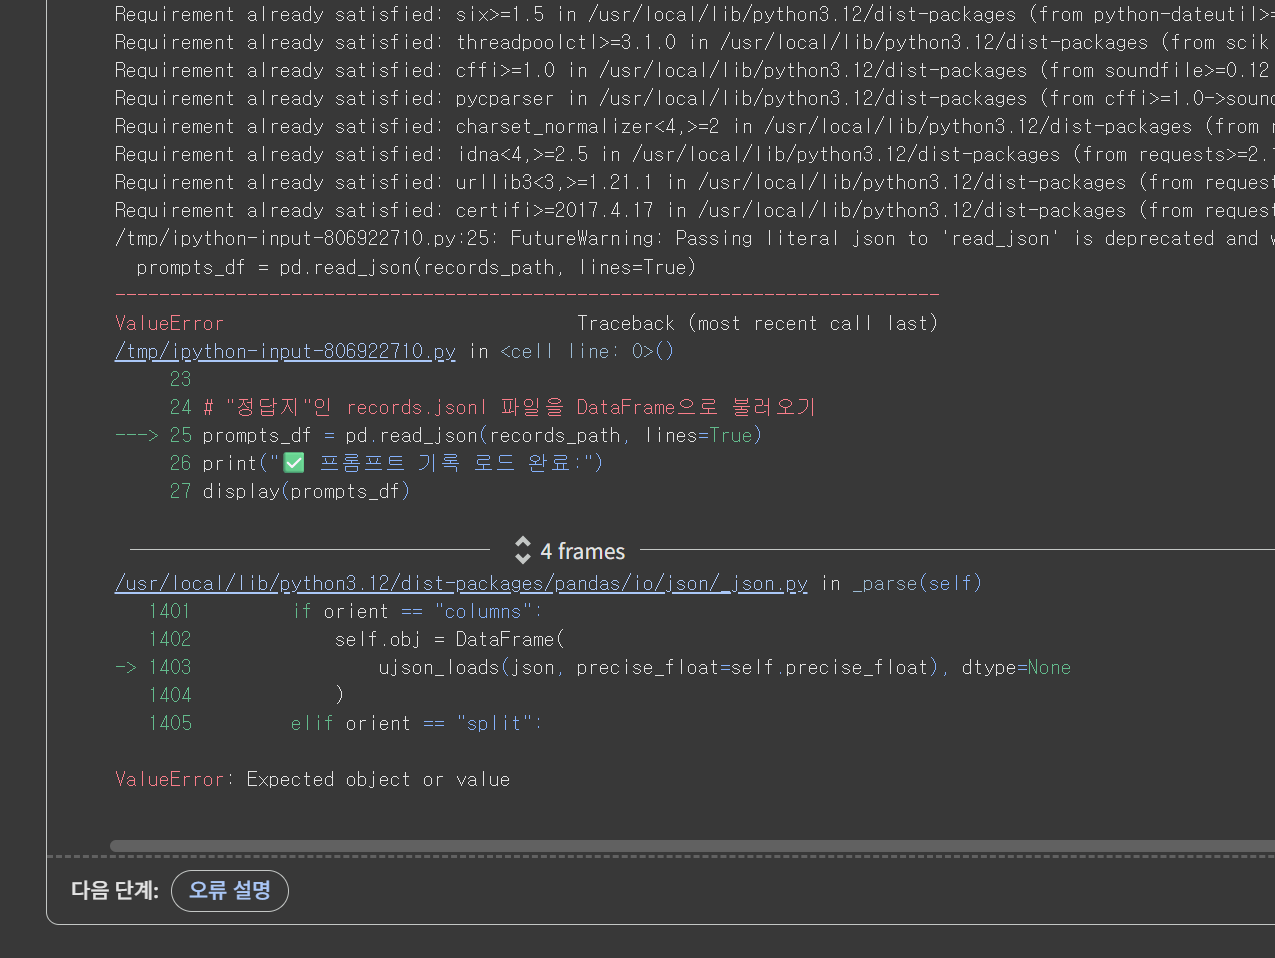 Requirement already satisfied: six>=1.5 in /usr/local/lib/python3.12/dist-packages (from python-dateutil>=
Requirement already satisfied: threadpoolctl>=3.1.0 in /usr/local/lib/python3.12/dist-packages (from scik
Requirement already satisfied: cffi>=1.0 in /usr/local/lib/python3.12/dist-packages (from soundfile>=0.12
Requirement already satisfied: pycparser in /usr/local/lib/python3.12/dist-packages (from cffi>=1.0->sound
Requirement already satisfied: charset_normalizer<4,>=2 in /usr/local/lib/python3.12/dist-packages (from r
Requirement already satisfied: idna<4,>=2.5 in /usr/local/lib/python3.12/dist-packages (from requests>=2.
Requirement already satisfied: urllib3<3,>=1.21.1 in /usr/local/lib/python3.12/dist-packages (from request
Requirement already satisfied: certifi>=2017.4.17 in /usr/local/lib/python3.12/dist-packages (from request
/tmp/ipython-input-806922710.py:25: FutureWarning: Passing literal json to 'read_json' is deprecated and w
prompts_df = pd.read_json(records_path, lines=True)
---------------------------------------------------------------------------
ValueError Traceback (most recent call last)
/tmp/ipython-input-806922710.py in <cell line: 0>()
23
24 # "정답지"인 records.jsonl 파일을 DataFrame으로 불러오기
---> 25 prompts_df = pd.read_json(records_path, lines=True)
26 print("✅ 프롬프트 기록 로드 완료:")
27 display(prompts_df)
4 frames
/usr/local/lib/python3.12/dist-packages/pandas/io/json/_json.py in _parse(self)
1401 if orient == "columns":
1402 self.obj = DataFrame(
-> 1403 ujson_loads(json, precise_float=self.precise_float), dtype=None
1404 )
1405 elif orient == "split":
ValueError: Expected object or value
다음 단계: 오류 설명